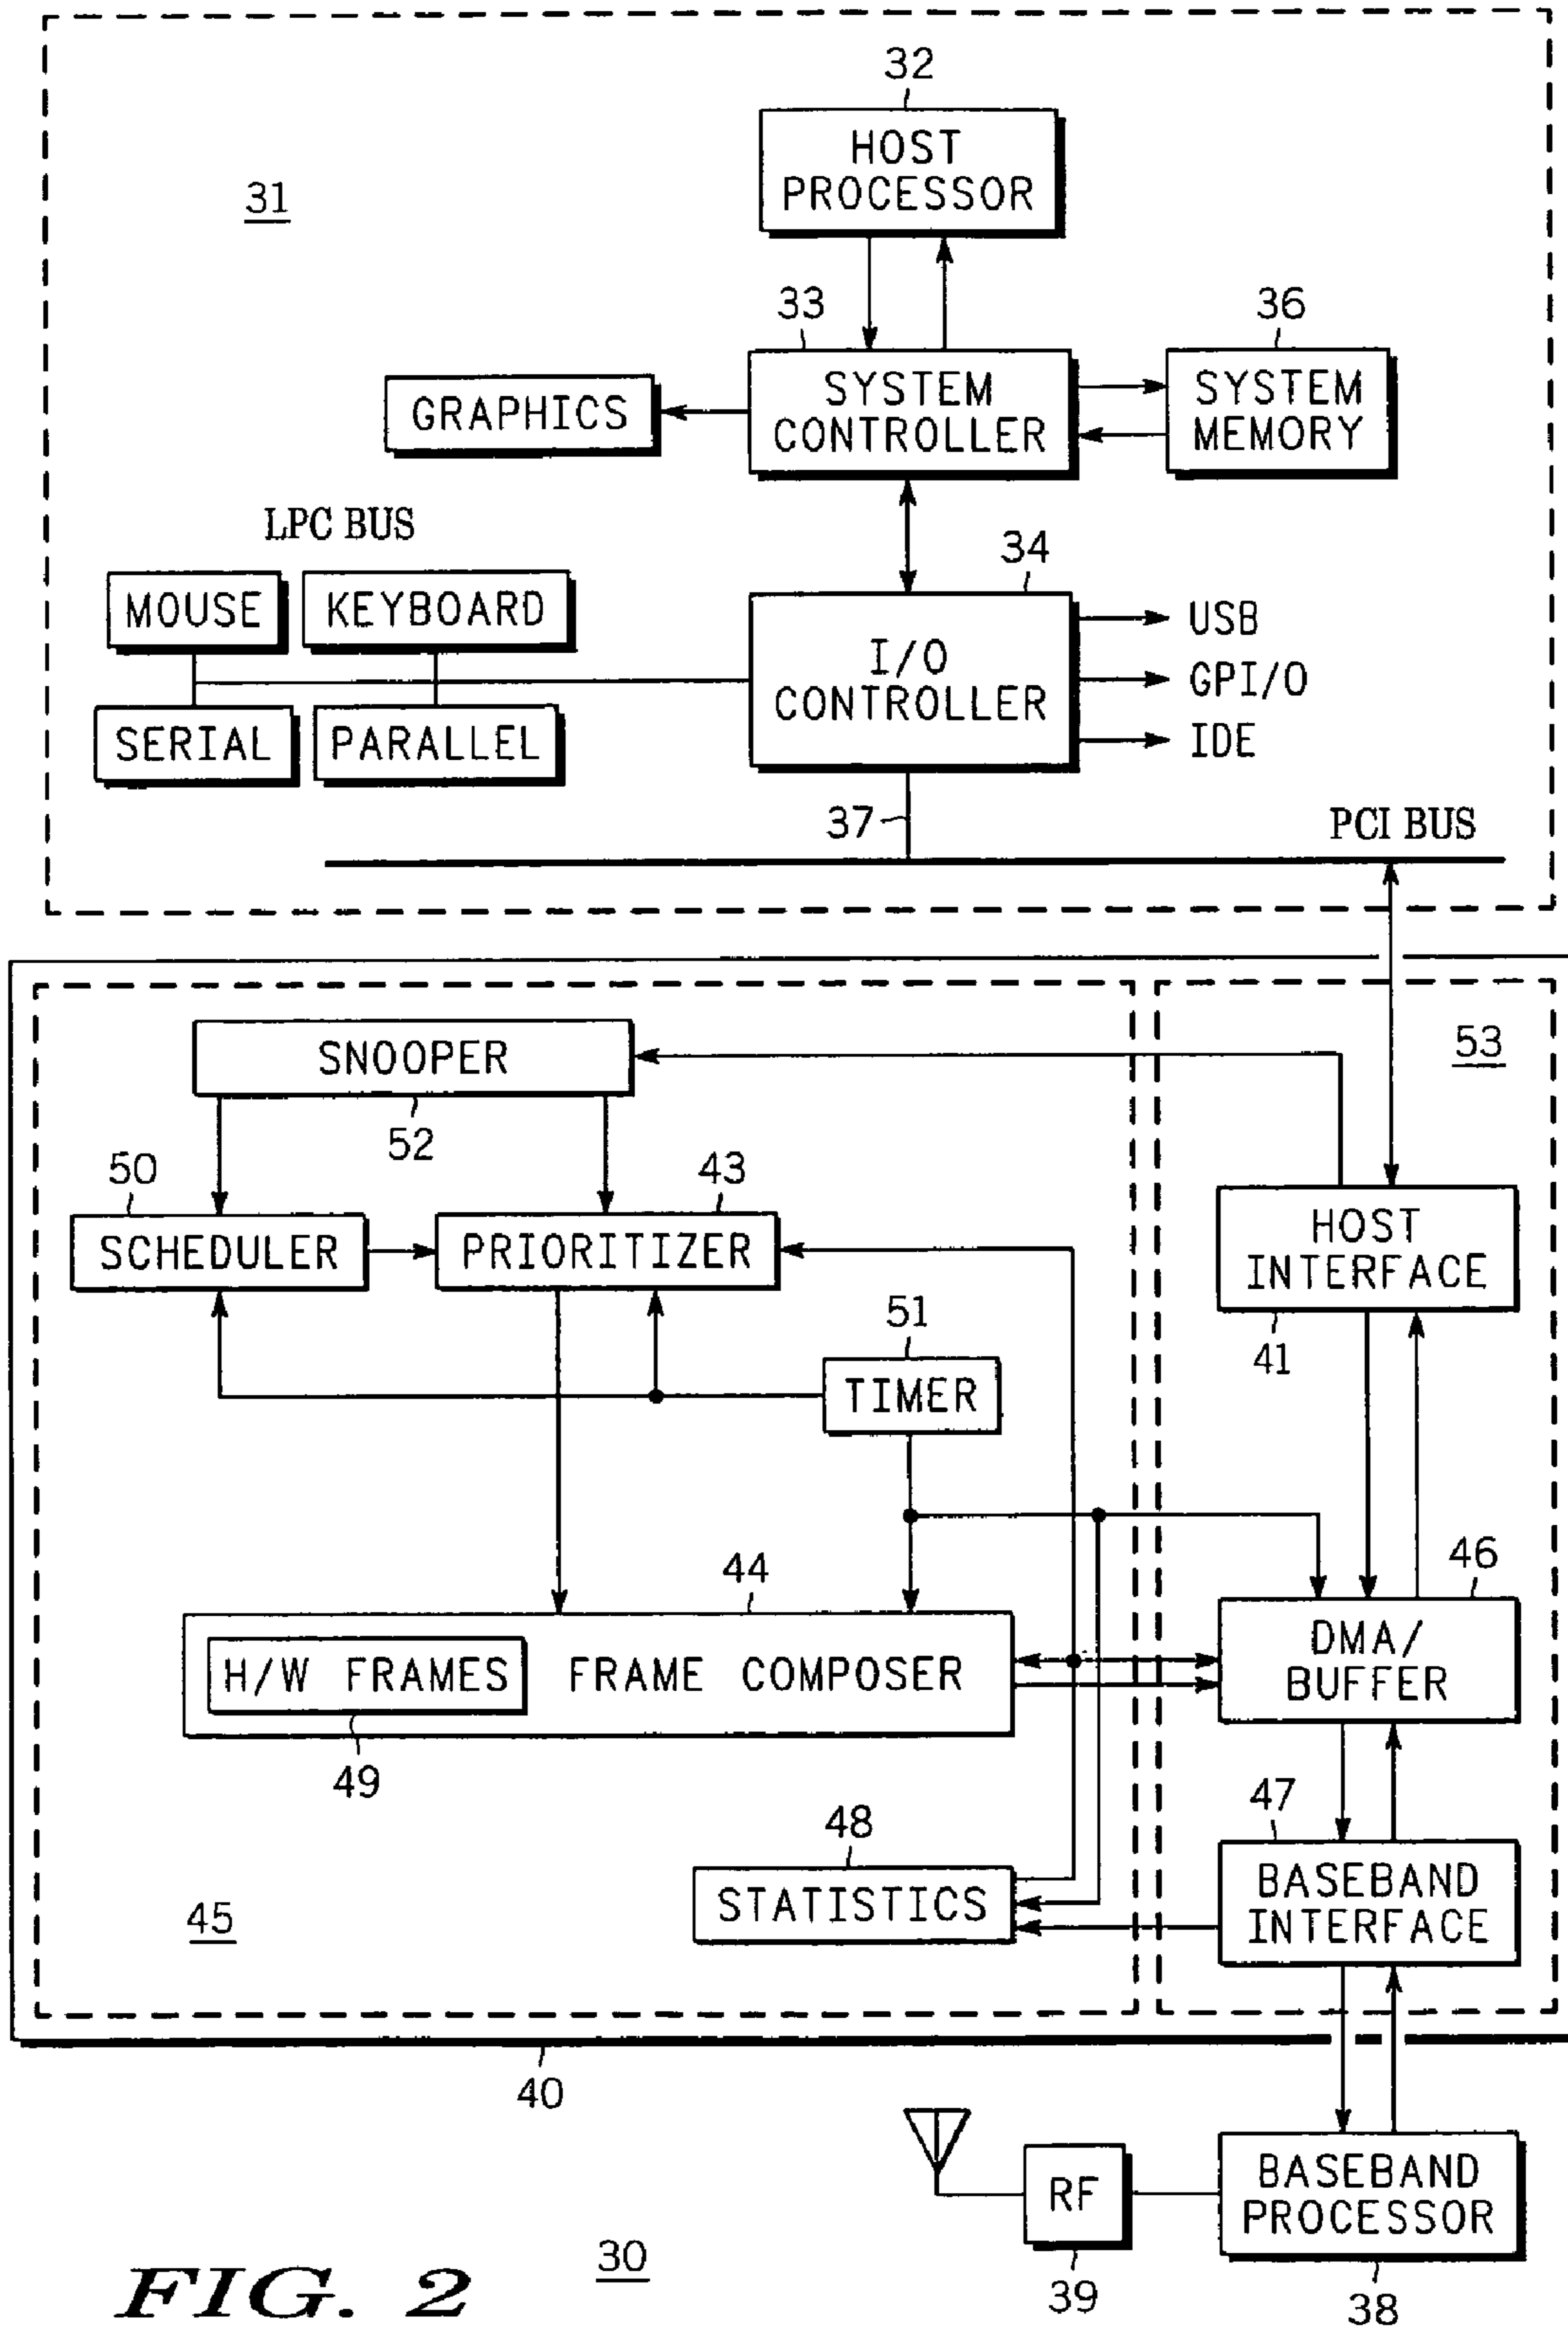 32
HOST
PROCESSOR
31
33
36
GRAPHICS
SYSTEM
CONTROLLER
SYSTEM
MEMORY
LPC BUS
34
MOUSE
KEYBOARD
I/O
CONTROLLER
USB
GPI/O
IDE
SERIAL
PARALLEL
37
PCI BUS
53
SNOOPER
52
50
43
SCHEDULER
PRIORITIZER
HOST
INTERFACE
41
51
TIMER
44
46
H/W FRAMES
FRAME COMPOSER
DMA/
BUFFER
49
47
48
STATISTICS
BASEBAND
INTERFACE
45
40
RF
39
BASEBAND
PROCESSOR
38
30
FIG. 2